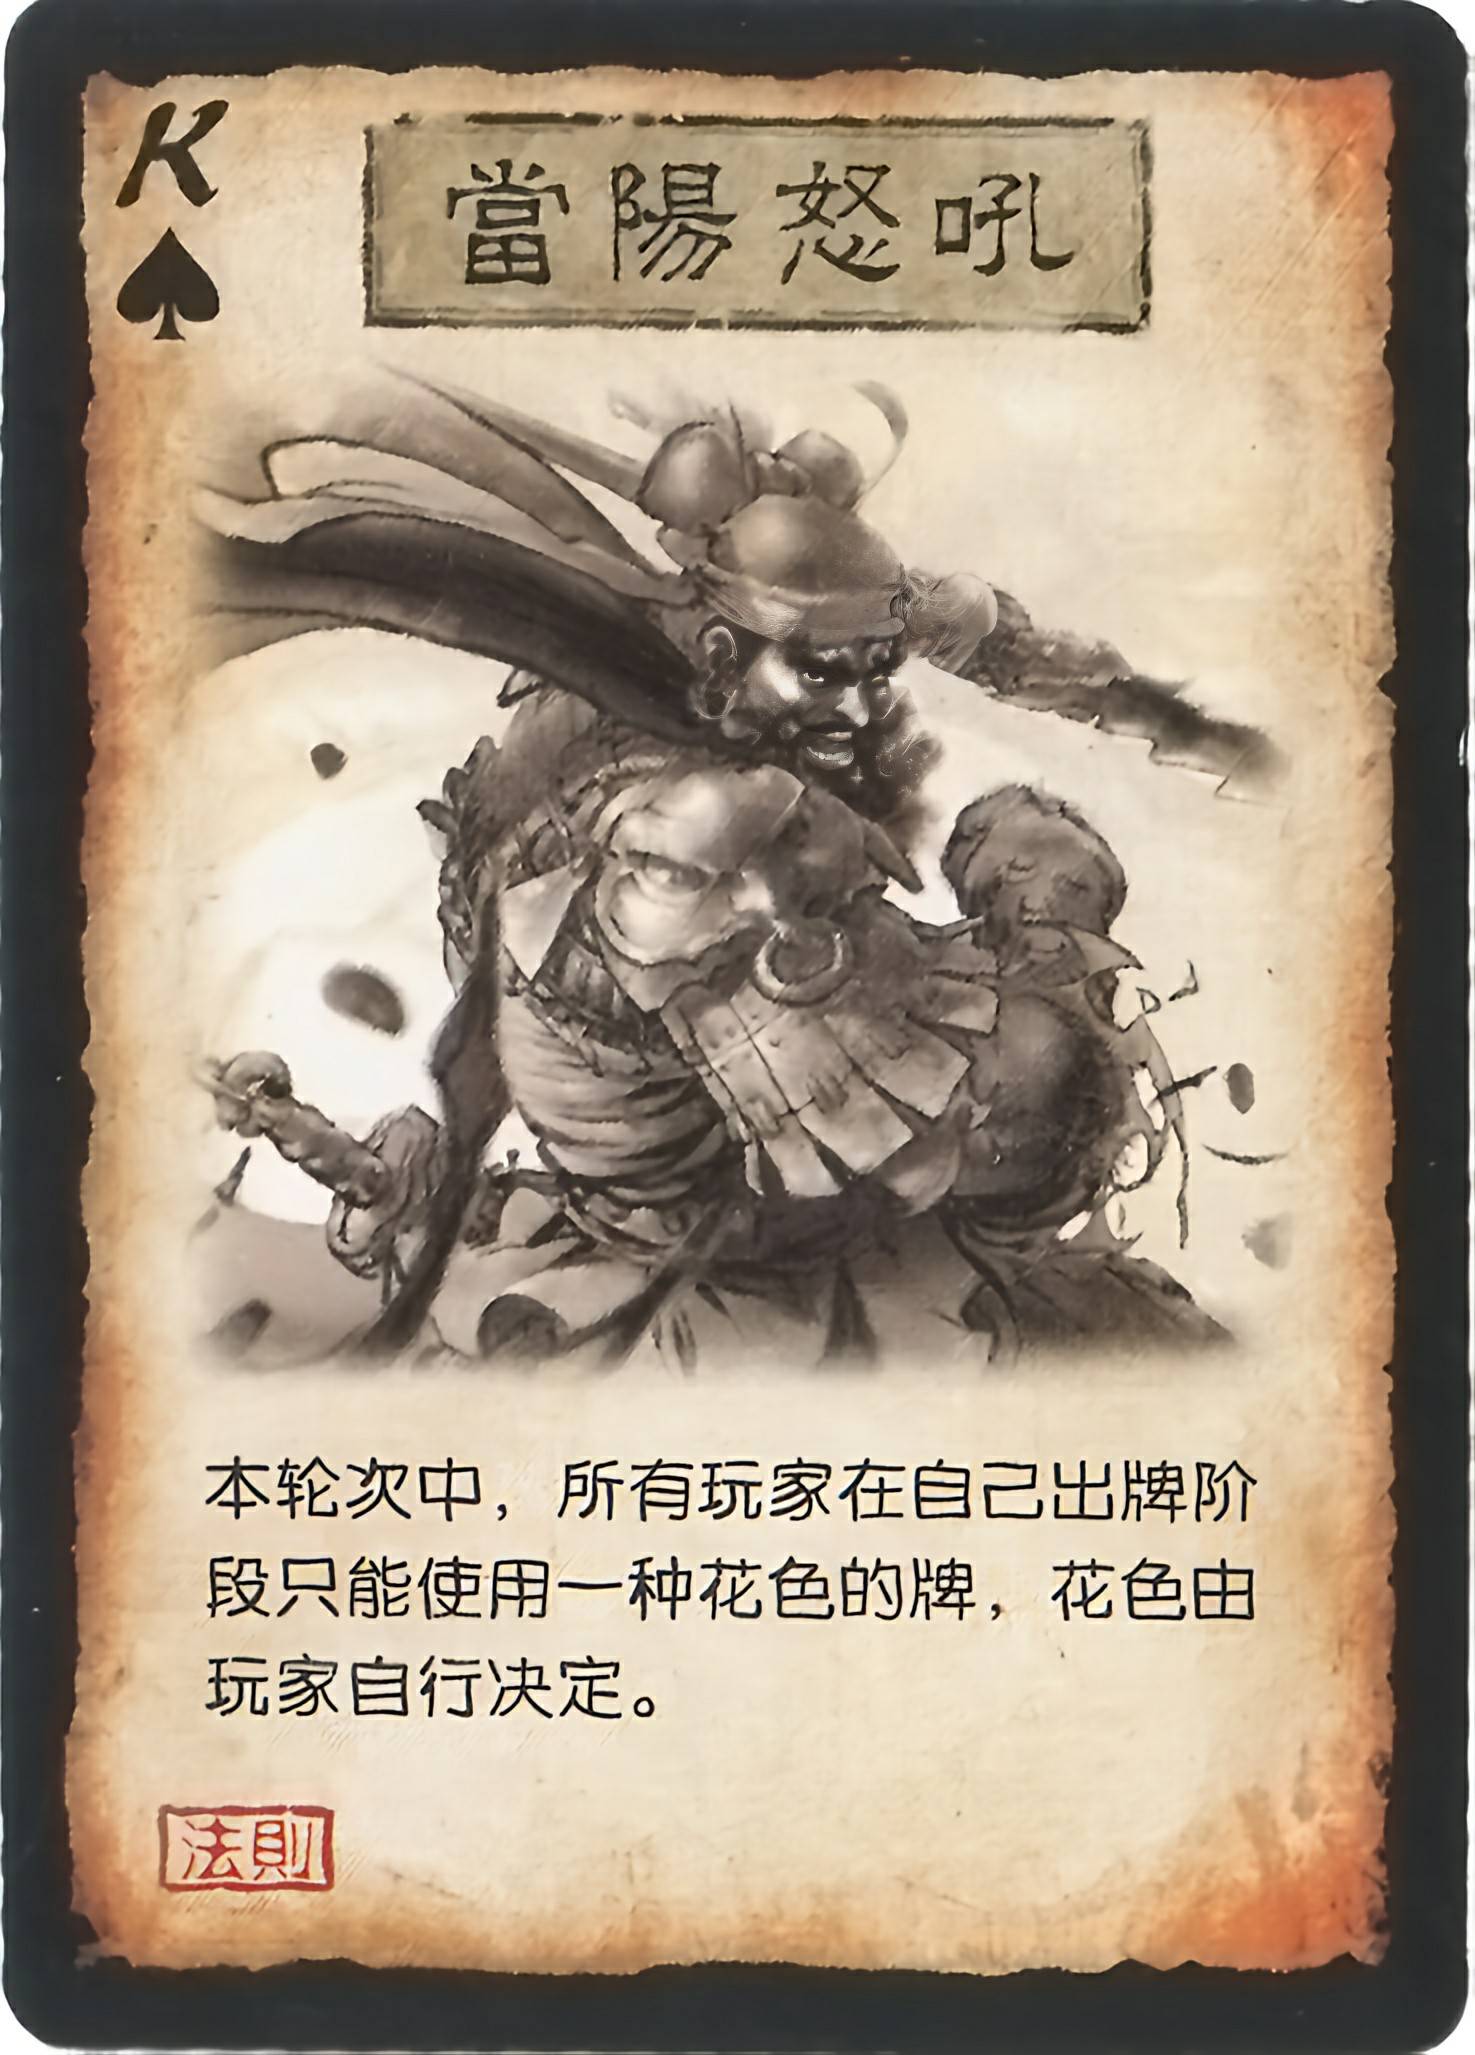 K
當陽怒吼
本轮次中，所有玩家在自己出牌阶
段只能使用一种花色的牌，花色由
玩家自行决定。
法則